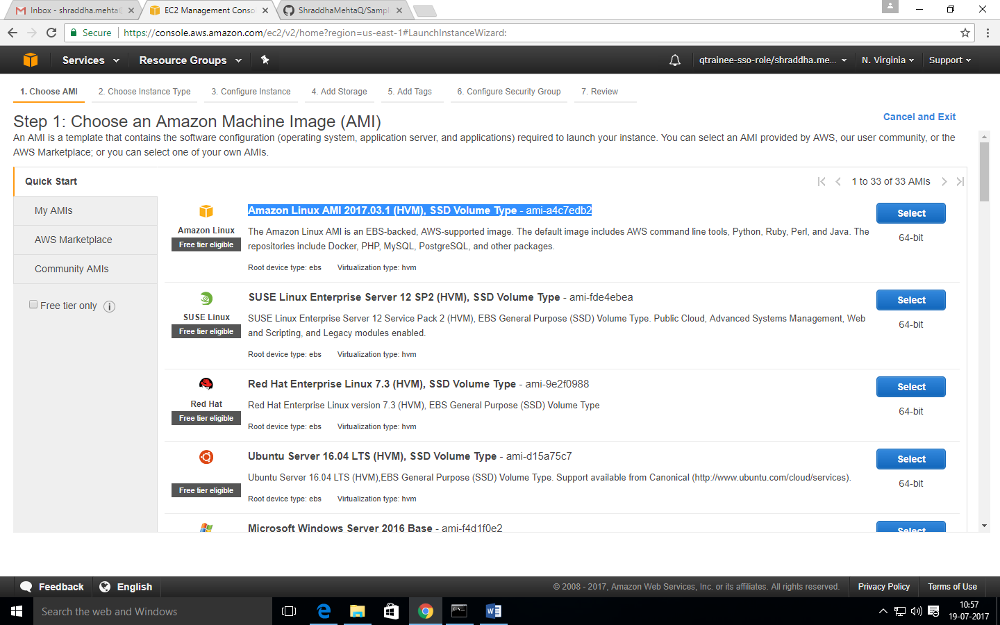 Inbox - shraddha.mehta
EC2 Management Conso
ShraddhaMehtaQ/Samp
Secure
https://console.aws.amazon.com/ec2/v2/home?region=us-east-1#LaunchInstanceWizard:
Services
Resource Groups
qtrainee-sso-role/shraddha.me...
N. Virginia
Support
1. Choose AMI
2. Choose Instance Type
3. Configure Instance
4. Add Storage
5. Add Tags
6. Configure Security Group
7. Review
Step 1: Choose an Amazon Machine Image (AMI)
Cancel and Exit
An AMI is a template that contains the software configuration (operating system, application server, and applications) required to launch your instance. You can select an AMI provided by AWS, our user community, or the
AWS Marketplace; or you can select one of your own AMIs.
Quick Start
My AMIs
AWS Marketplace
Community AMIs
Free tier only
1 to 33 of 33 AMIs
Amazon Linux
Free tier eligible
Amazon Linux AMI 2017.03.1 (HVM), SSD Volume Type - ami-a4c7edb2
The Amazon Linux AMI is an EBS-backed, AWS-supported image. The default image includes AWS command line tools, Python, Ruby, Perl, and Java. The
repositories include Docker, PHP, MySQL, PostgreSQL, and other packages.
Root device type: ebs Virtualization type: hvm
Select
64-bit
SUSE Linux
Free tier eligible
SUSE Linux Enterprise Server 12 SP2 (HVM), SSD Volume Type - ami-fde4ebea
SUSE Linux Enterprise Server 12 Service Pack 2 (HVM), EBS General Purpose (SSD) Volume Type. Public Cloud, Advanced Systems Management, Web
and Scripting, and Legacy modules enabled.
Root device type: ebs Virtualization type: hvm
Select
64-bit
Red Hat
Free tier eligible
Red Hat Enterprise Linux 7.3 (HVM), SSD Volume Type - ami-9e2f0988
Red Hat Enterprise Linux version 7.3 (HVM), EBS General Purpose (SSD) Volume Type
Root device type: ebs Virtualization type: hvm
Select
64-bit
Free tier eligible
Ubuntu Server 16.04 LTS (HVM), SSD Volume Type - ami-d15a75c7
Ubuntu Server 16.04 LTS (HVM),EBS General Purpose (SSD) Volume Type. Support available from Canonical (http://www.ubuntu.com/cloud/services).
Root device type: ebs Virtualization type: hvm
Select
64-bit
Microsoft Windows Server 2016 Base - ami-f4d1f0e2
Select
Feedback
English
© 2008 - 2017, Amazon Web Services, Inc. or its affiliates. All rights reserved.
Privacy Policy
Terms of Use
Search the web and Windows
10:57
19-07-2017